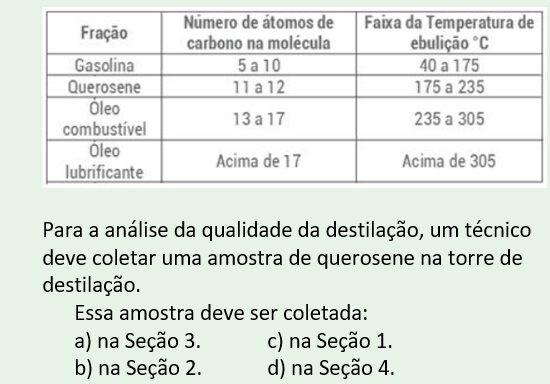 Fração Número de átomos de carbono na molécula Faixa da Temperatura de ebulição °C
Gasolina 5 a 10 40 a 175
Querosene 11 a 12 175 a 235
Óleo combustível 13 a 17 235 a 305
Óleo lubrificante Acima de 17 Acima de 305
Para a análise da qualidade da destilação, um técnico
deve coletar uma amostra de querosene na torre de
destilação.
Essa amostra deve ser coletada:
a) na Seção 3. c) na Seção 1.
b) na Seção 2. d) na Seção 4.